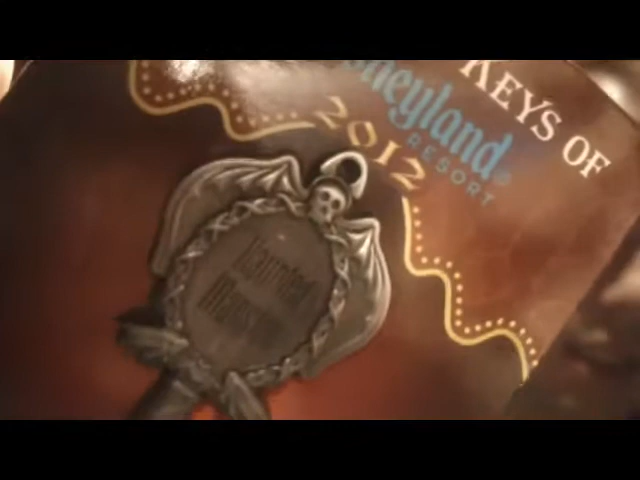 KEYS OF
Disneyland
RESORT®
2012
Haunted
Mansion